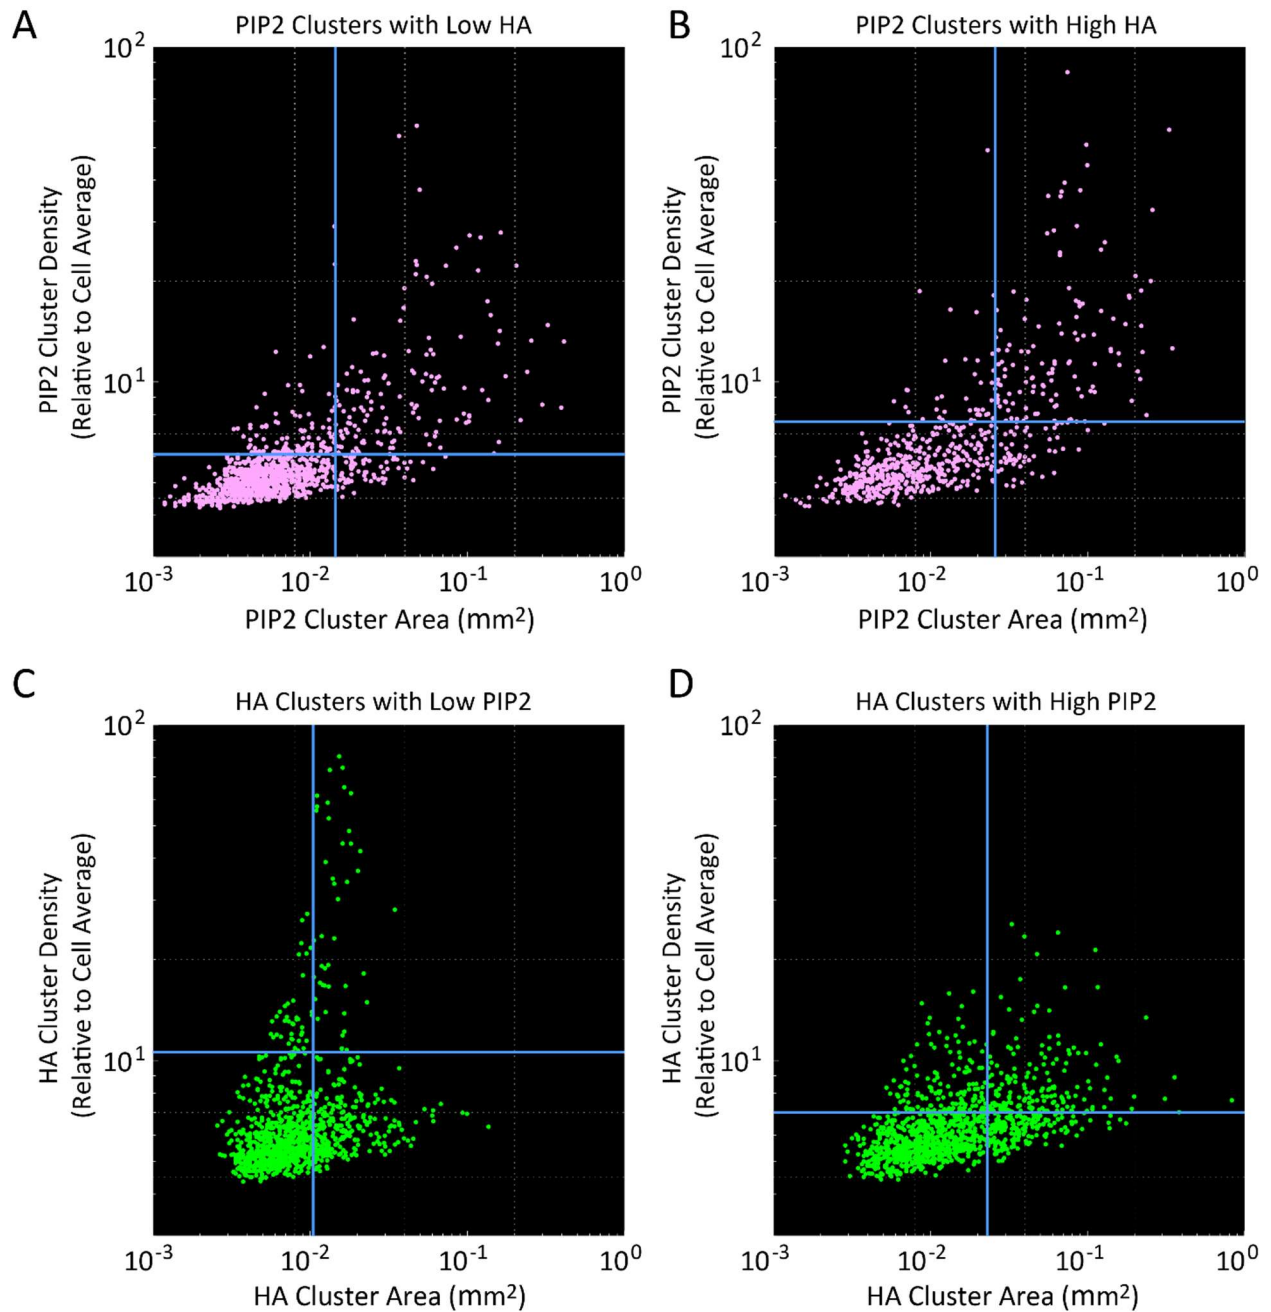 A
PIP2 Clusters with Low HA
10²
10¹
PIP2 Cluster Density
(Relative to Cell Average)
10⁻³ 10⁻² 10⁻¹ 10⁰
PIP2 Cluster Area (mm²)
B
PIP2 Clusters with High HA
10²
10¹
PIP2 Cluster Density
(Relative to Cell Average)
10⁻³ 10⁻² 10⁻¹ 10⁰
PIP2 Cluster Area (mm²)
C
HA Clusters with Low PIP2
10²
10¹
HA Cluster Density
(Relative to Cell Average)
10⁻³ 10⁻² 10⁻¹ 10⁰
HA Cluster Area (mm²)
D
HA Clusters with High PIP2
10²
10¹
HA Cluster Density
(Relative to Cell Average)
10⁻³ 10⁻² 10⁻¹ 10⁰
HA Cluster Area (mm²)